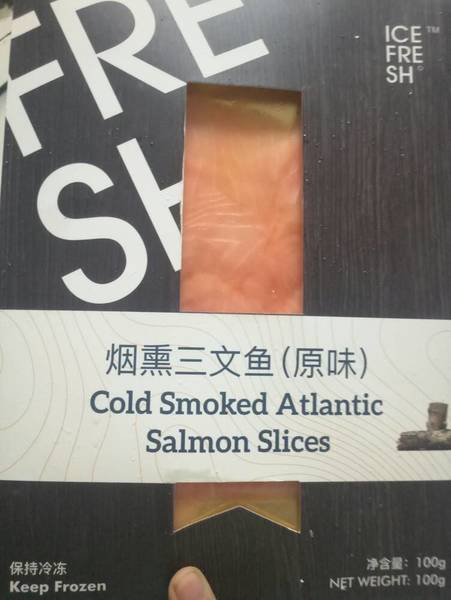 FRE
SH
ICE ™
FRE
SH
烟熏三文鱼(原味)
Cold Smoked Atlantic
Salmon Slices
保持冷冻
Keep Frozen
净含量: 100g
NET WEIGHT: 100g